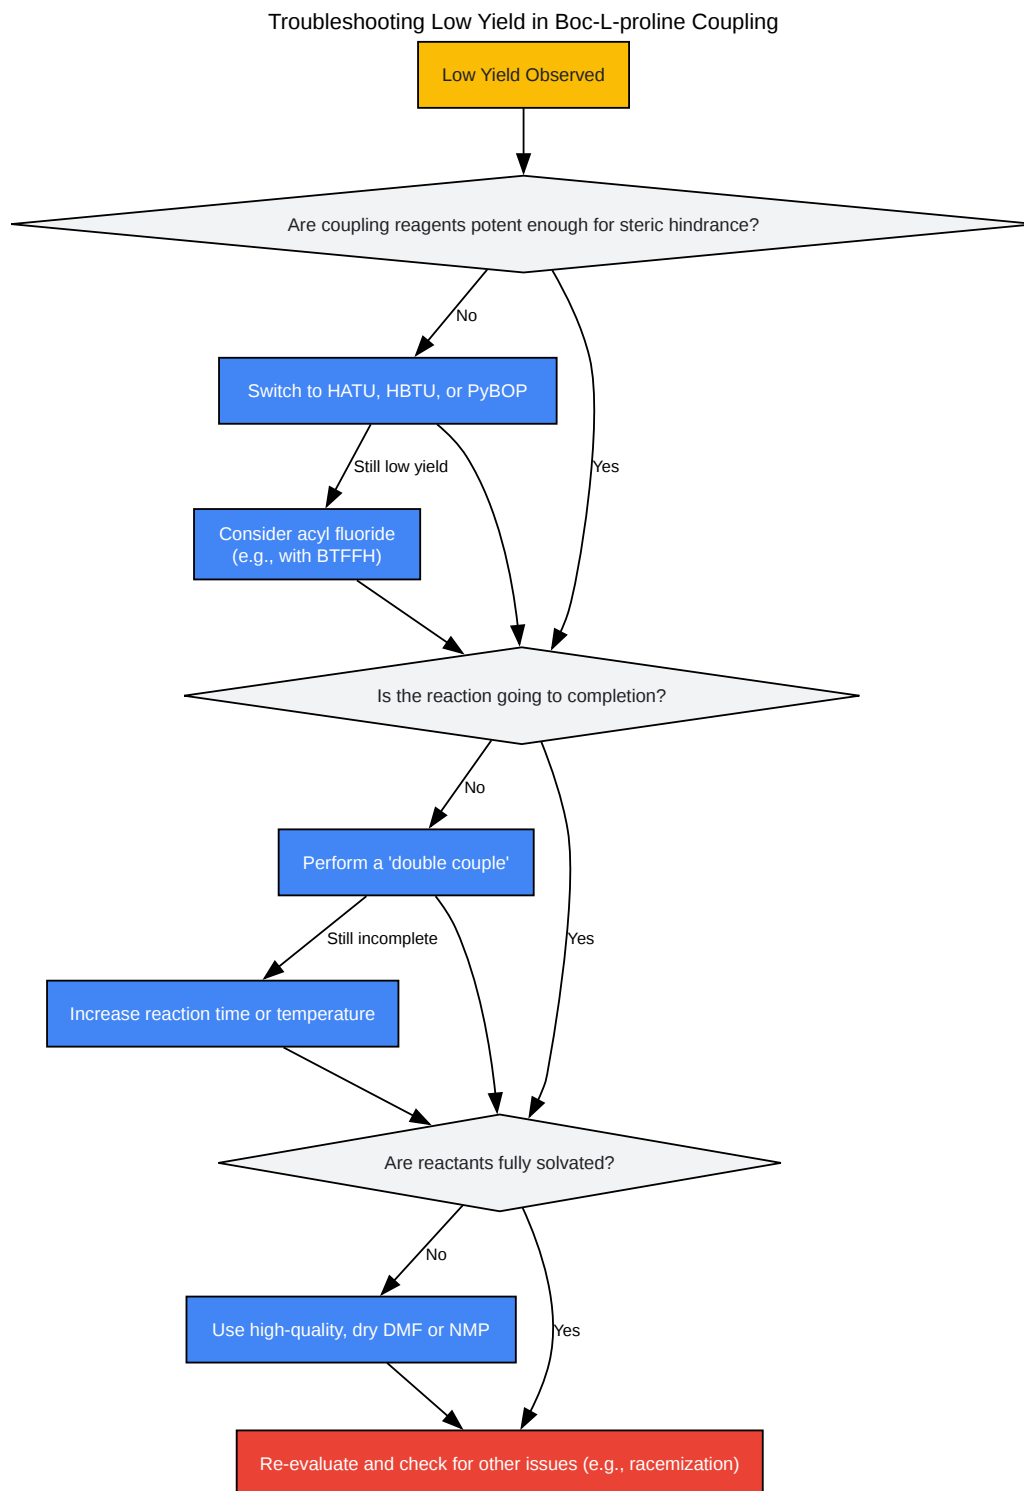 Troubleshooting Low Yield in Boc-L-proline Coupling
Low Yield Observed
Are coupling reagents potent enough for steric hindrance?
No
Switch to HATU, HBTU, or PyBOP
Still low yield
Yes
Consider acyl fluoride
(e.g., with BTFFH)
Is the reaction going to completion?
No
Perform a 'double couple'
Still incomplete
Yes
Increase reaction time or temperature
Are reactants fully solvated?
No
Use high-quality, dry DMF or NMP
Yes
Re-evaluate and check for other issues (e.g., racemization)